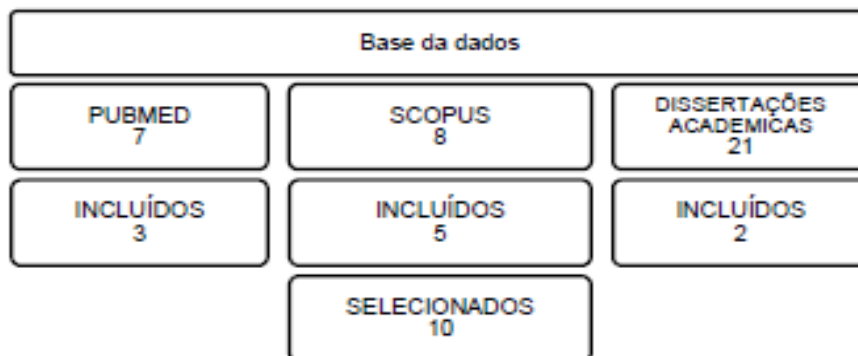 Base da dados
PUBMED
7
SCOPUS
8
DISSERTAÇÕES
ACADEMICAS
21
INCLUÍDOS
3
INCLUÍDOS
5
INCLUÍDOS
2
SELECIONADOS
10